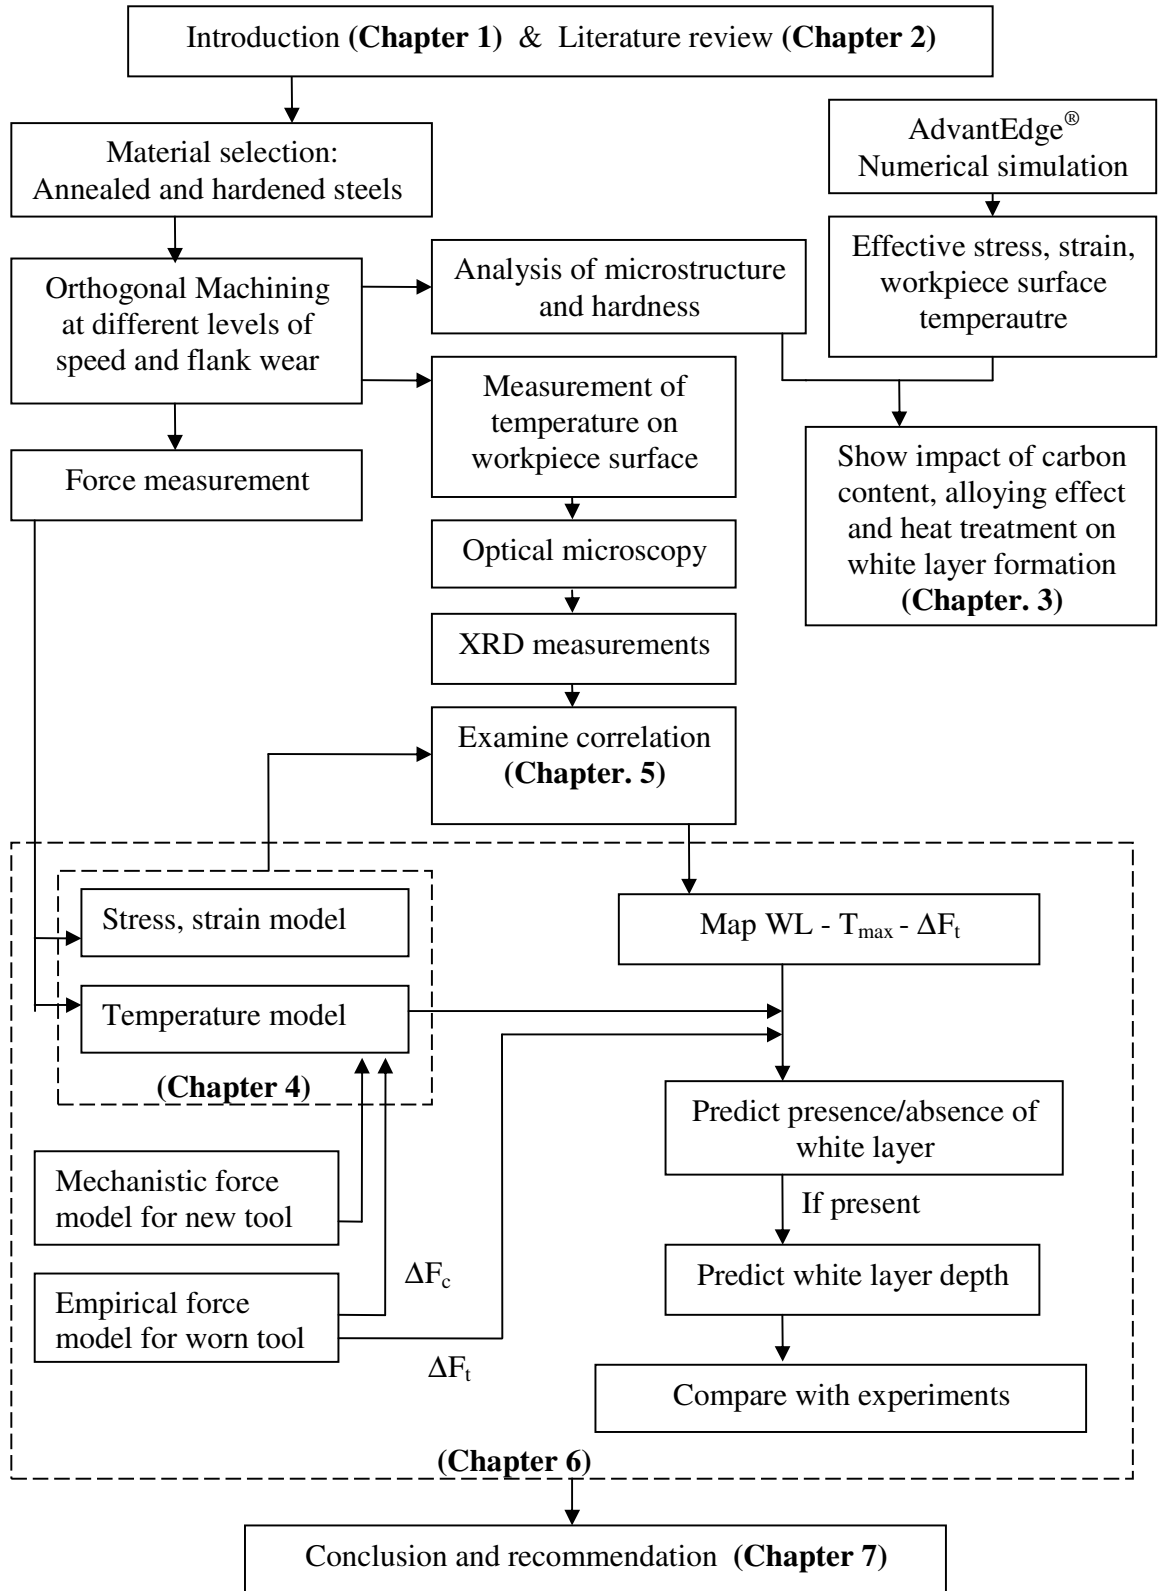 Introduction (Chapter 1) & Literature review (Chapter 2)
Material selection:
Annealed and hardened steels
AdvantEdge®
Numerical simulation
Orthogonal Machining
at different levels of
speed and flank wear
Analysis of microstructure
and hardness
Effective stress, strain,
workpiece surface
temperautre
Measurement of
temperature on
workpiece surface
Force measurement
Show impact of carbon
content, alloying effect
and heat treatment on
white layer formation
(Chapter. 3)
Optical microscopy
XRD measurements
Examine correlation
(Chapter. 5)
Stress, strain model
Temperature model
(Chapter 4)
Map WL - Tmax - ΔFt
Mechanistic force
model for new tool
Empirical force
model for worn tool
ΔFc
ΔFt
Predict presence/absence of
white layer
If present
Predict white layer depth
Compare with experiments
(Chapter 6)
Conclusion and recommendation (Chapter 7)